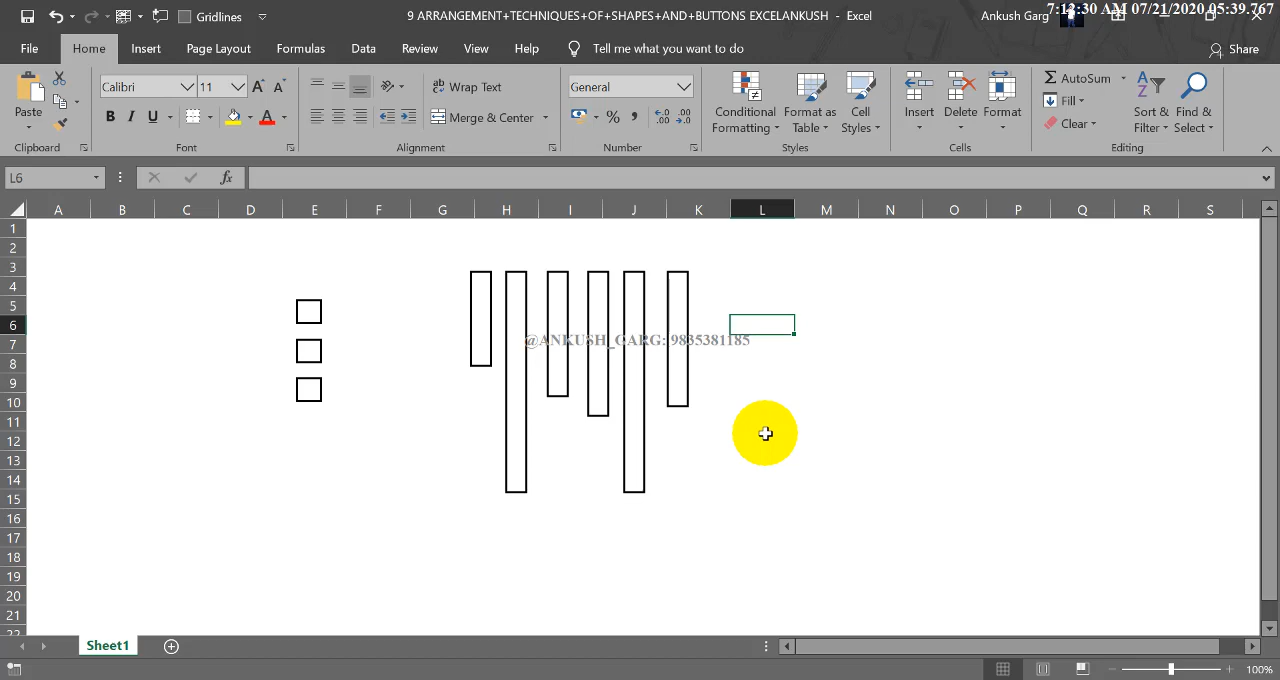 Gridlines
9 ARRANGEMENT+TECHNIQUES+OF+SHAPES+AND+BUTTONS EXCELANKUSH - Excel
Ankush Garg
7:12:30 AM 07/21/2020 05:39.767
File Home Insert Page Layout Formulas Data Review View Help Tell me what you want to do Share
Calibri 11 Wrap Text General AutoSum
Paste Conditional Formatting Format as Table Cell Styles Insert Delete Format Fill Sort & Filter Find & Select
B I U A Merge & Center % Clear
Clipboard Font Alignment Number Styles Cells Editing
L6 fx
A B C D E F G H I J K L M N O P Q R S
1
2
3
4
5
6
7
@ANKUSH_GARG: 9835381185
8
9
10
11
12
13
14
15
16
17
18
19
20
21
22
Sheet1
100%